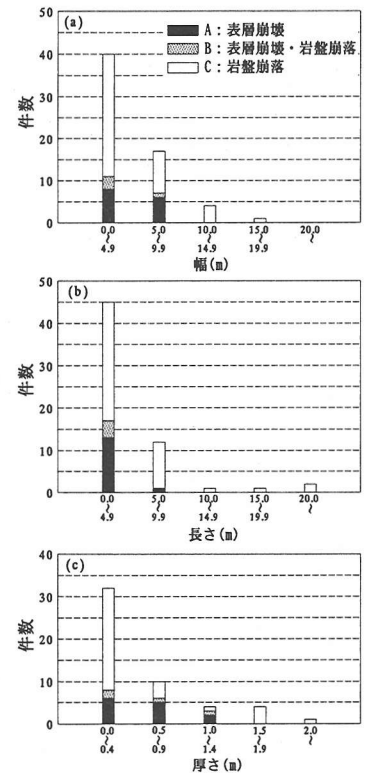 (a)
A：表層崩壊
B：表層崩壊・岩盤崩落
C：岩盤崩落
件数
50
40
30
20
10
0
0.0 5.0 10.0 15.0 20.0
～ ～ ～ ～ ～
4.9 9.9 14.9 19.9
幅(m)
(b)
件数
50
40
30
20
10
0
0.0 5.0 10.0 15.0 20.0
～ ～ ～ ～ ～
4.9 9.9 14.9 19.9
長さ(m)
(c)
件数
40
30
20
10
0
0.0 0.5 1.0 1.5 2.0
～ ～ ～ ～ ～
0.4 0.9 1.4 1.9
厚さ(m)